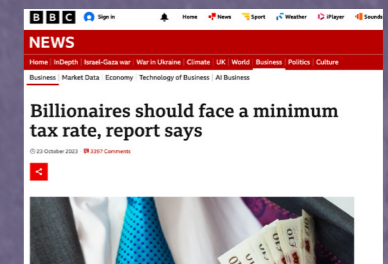 BBC Sign in Home News Sport Weather iPlayer Sounds
NEWS
Home InDepth Israel-Gaza war War in Ukraine Climate UK World Business Politics Culture
Business Market Data Economy Technology of Business AI Business
Billionaires should face a minimum
tax rate, report says
23 October 2023 3397 Comments